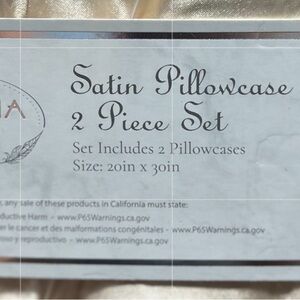 Satin Pillowcase
2 Piece Set
Set Includes 2 Pillowcases
Size: 20in x 30in
any sale of these products in California must state:
ductive Harm - www.P65Warnings.ca.gov
er le cancer et des malformations congénitales - www.P65Warnings.ca.gov
y reproductivo - www.P65Warnings.ca.gov